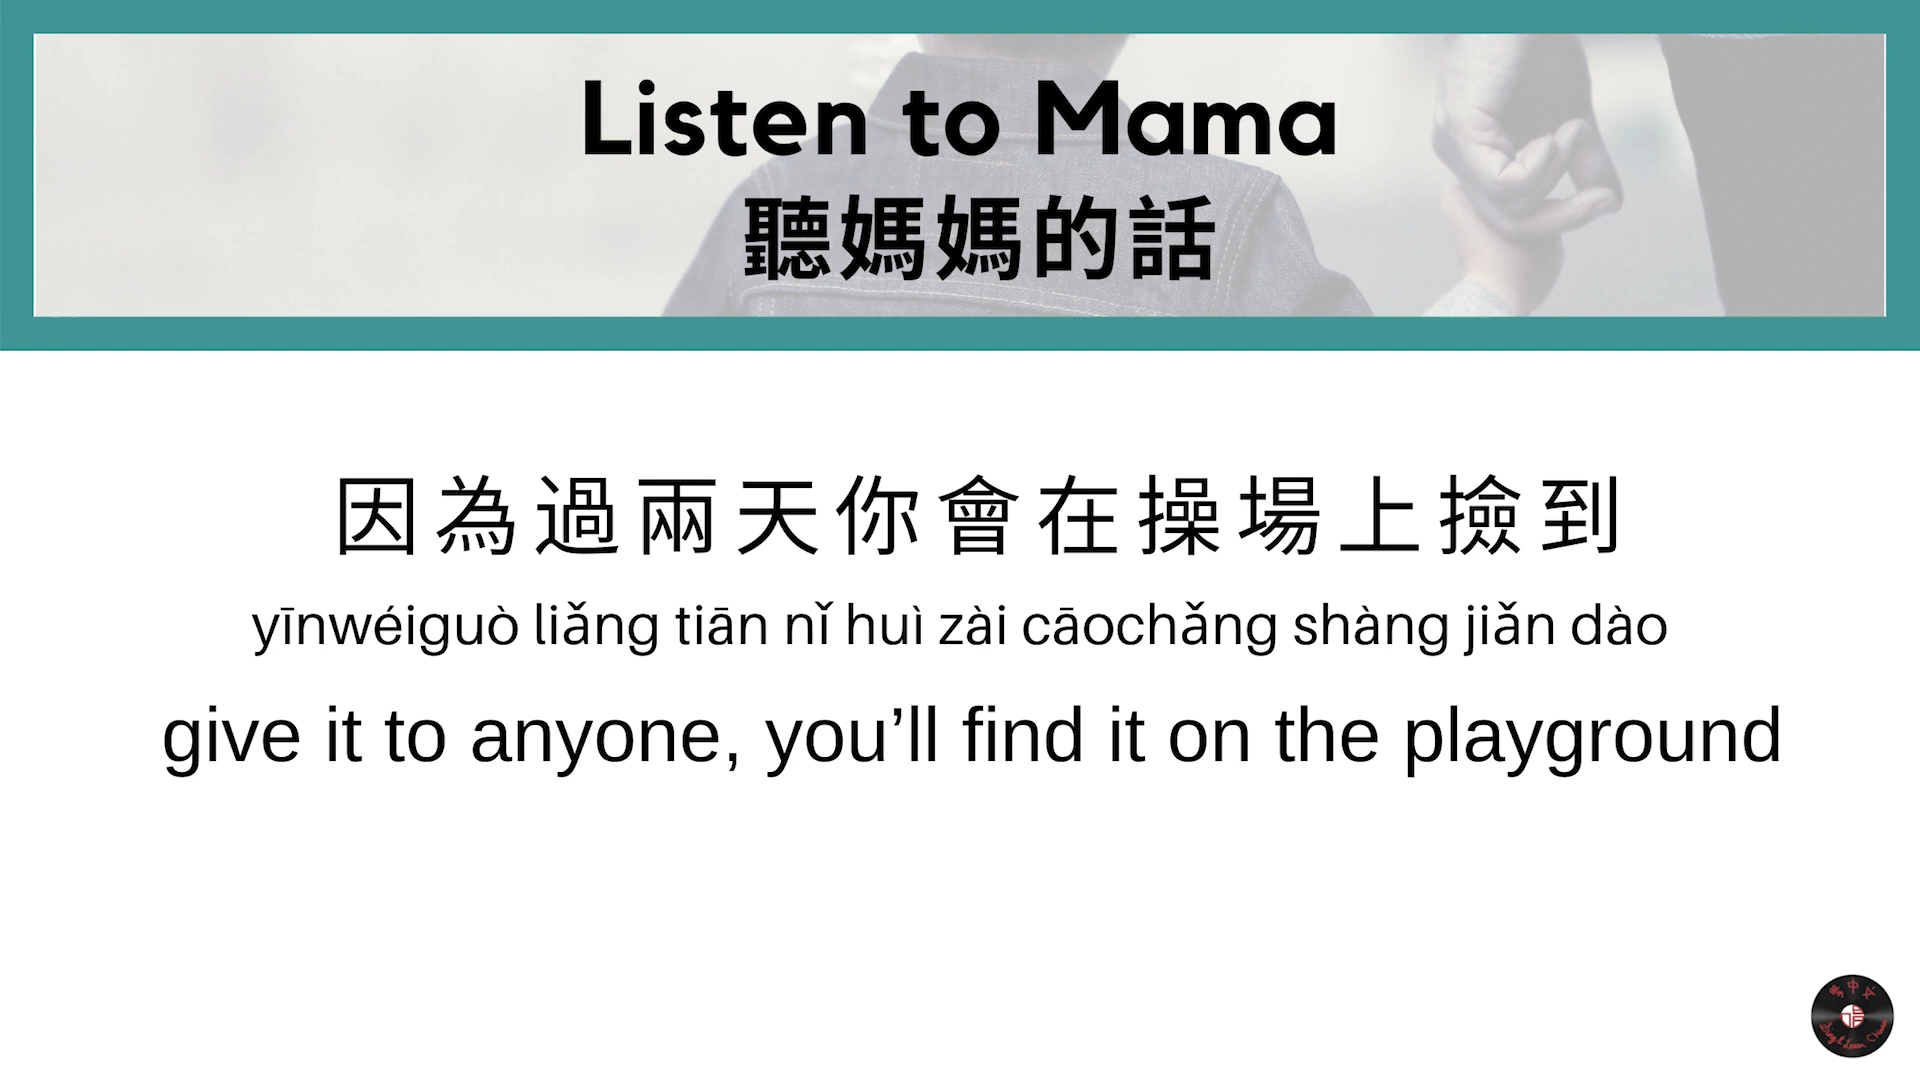 Listen to Mama
聽媽媽的話
因為過兩天你會在操場上撿到
yīnwéiguò liǎng tiān nǐ huì zài cāochǎng shàng jiǎn dào
give it to anyone, you’ll find it on the playground